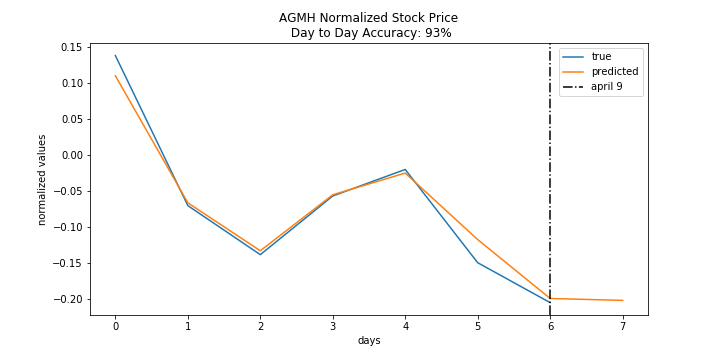 AGMH Normalized Stock Price
Day to Day Accuracy: 93%
normalized values
0.15
0.10
0.05
0.00
−0.05
−0.10
−0.15
−0.20
true
predicted
april 9
0 1 2 3 4 5 6 7
days